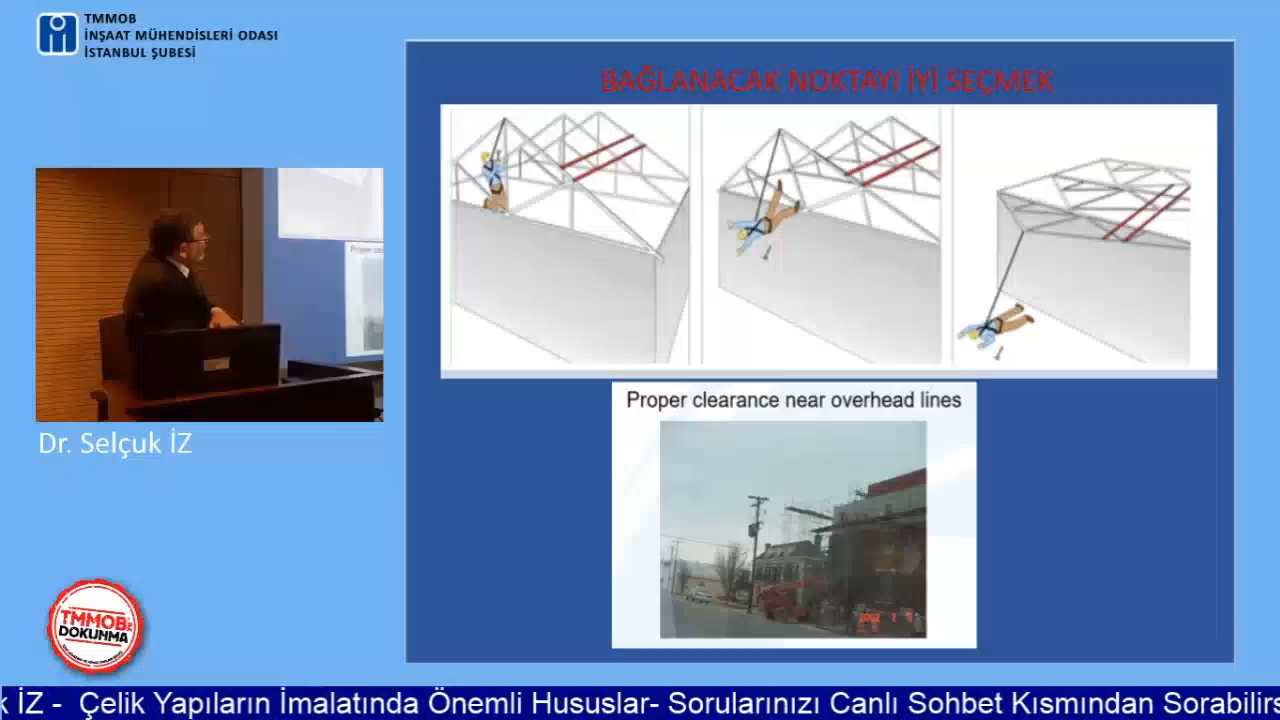 TMMOB
İNŞAAT MÜHENDİSLERİ ODASI
İSTANBUL ŞUBESİ
BAĞLANACAK NOKTAYI İYİ SEÇMEK
Proper clearance near overhead lines
Dr. Selçuk İZ
TMMOB
DOKUNMA
İZ - Çelik Yapıların İmalatında Önemli Hususlar- Sorularınızı Canlı Sohbet Kısmından